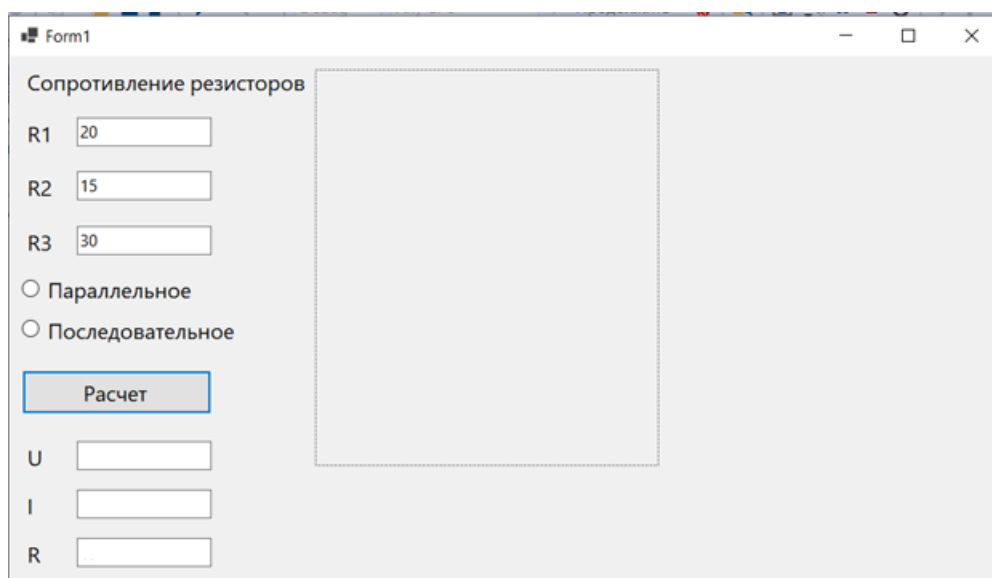 Form1
Сопротивление резисторов
R1 20
R2 15
R3 30
Параллельное
Последовательное
Расчет
U
I
R